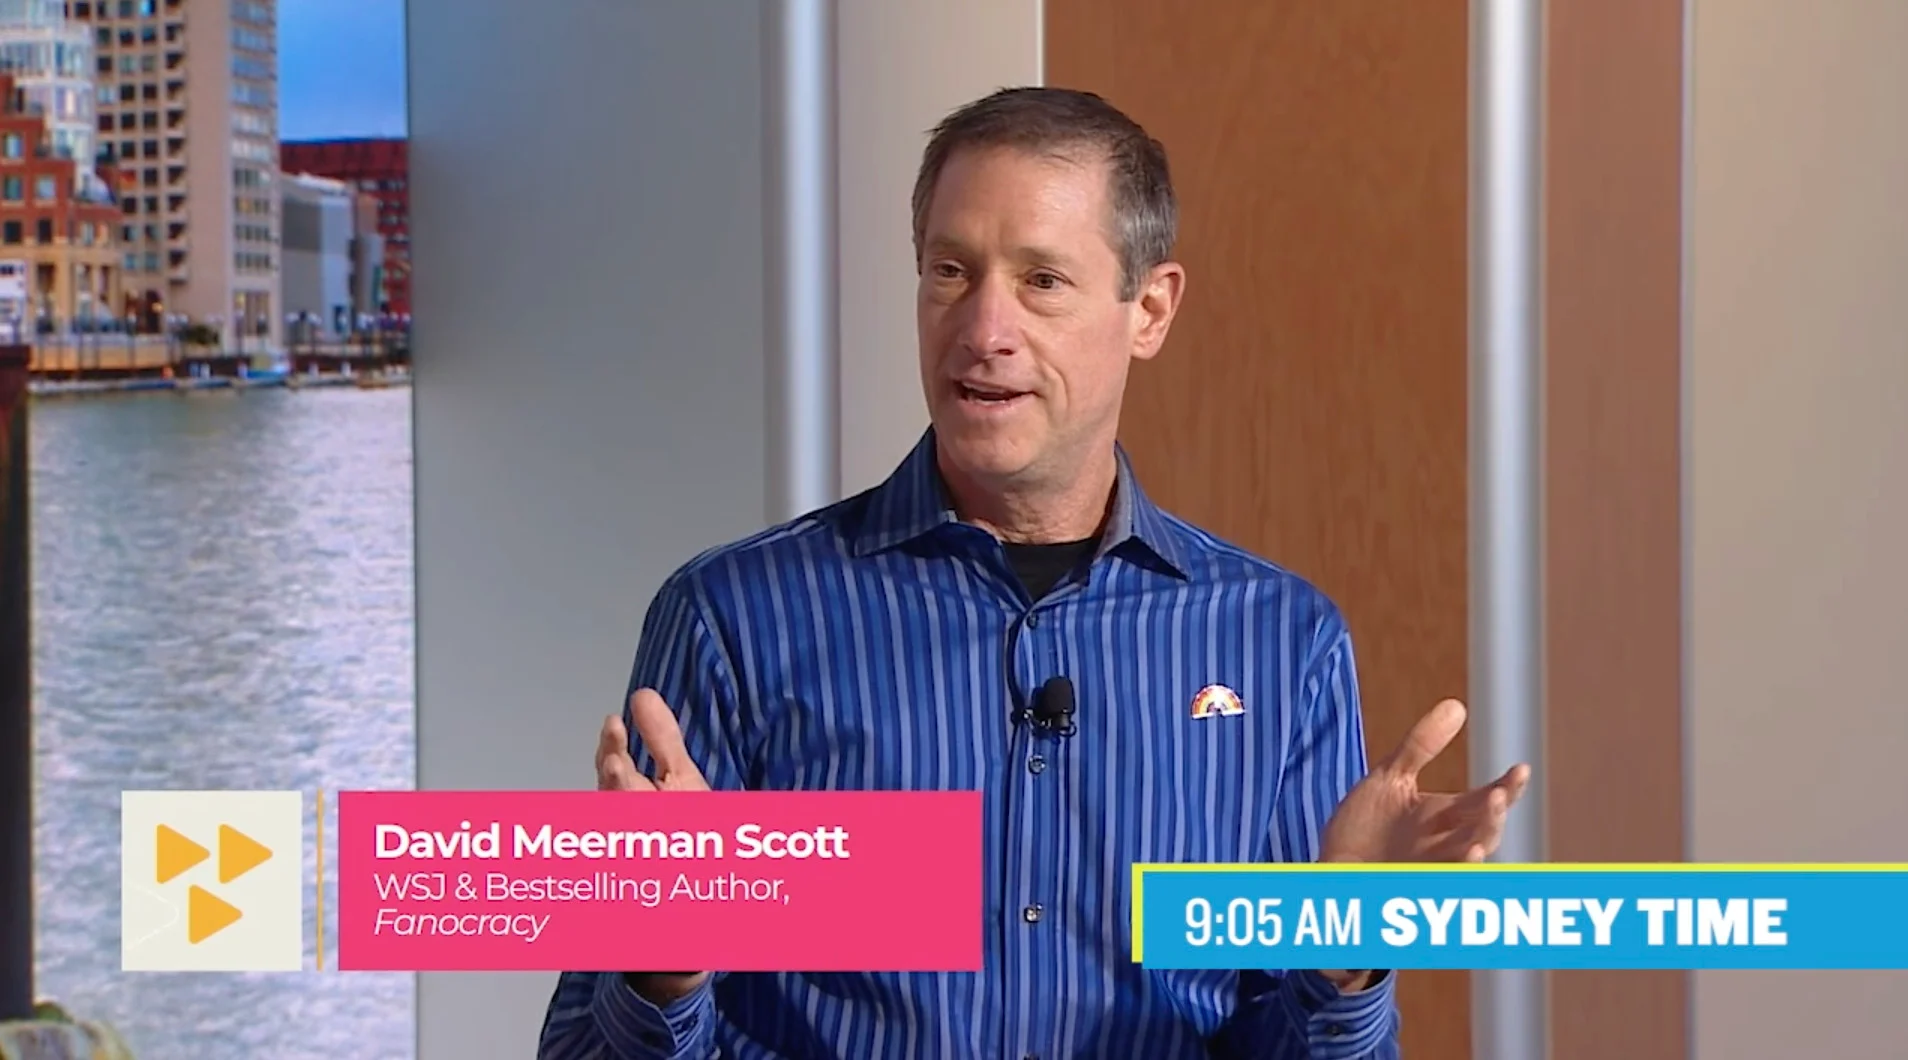 David Meerman Scott
WSJ & Bestselling Author,
Fanocracy
9:05 AM SYDNEY TIME